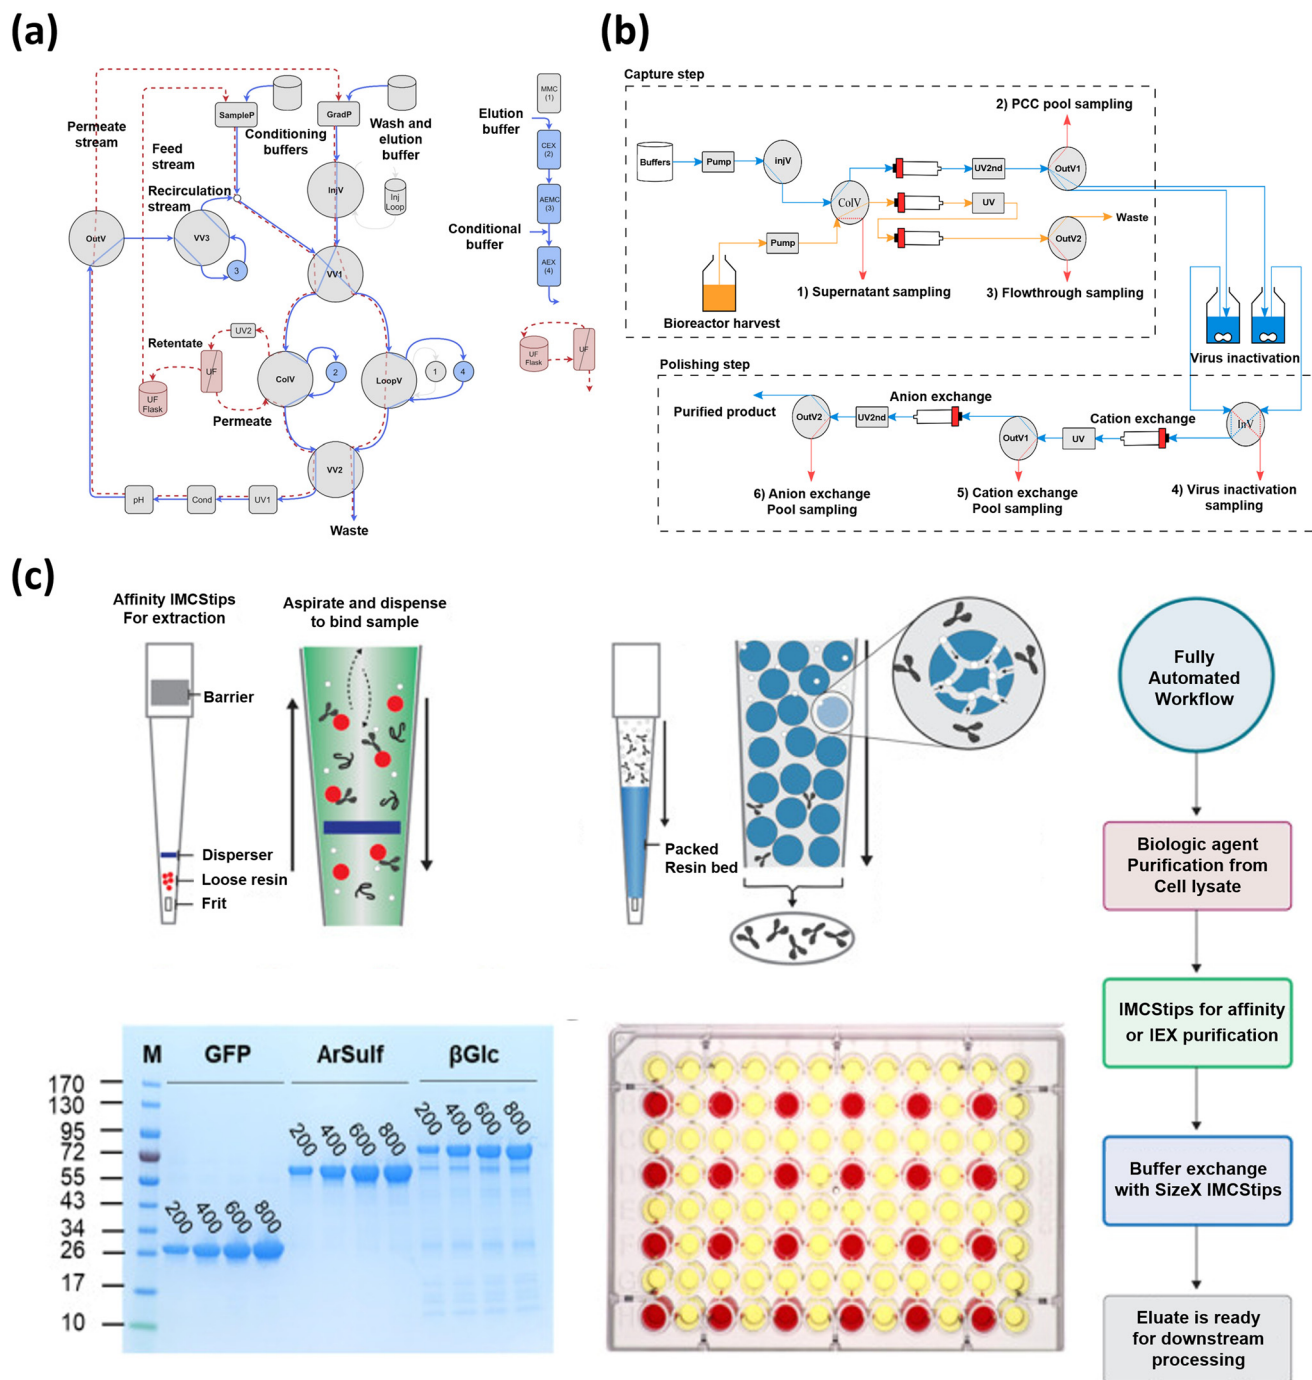 (a)
Permeate
stream
SampleP
Conditioning
buffers
GradP
Wash and
elution
buffer
Feed
stream
Recirculation
stream
InjV
Inj
Loop
OutV
VV3
3
VV1
Retentate
UV2
UF
UF
Flask
Permeate
ColV
2
LoopV
1
4
VV2
pH
Cond
UV1
Waste
MMC
(1)
Elution
buffer
CEX
(2)
AEMC
(3)
Conditional
buffer
AEX
(4)
UF
Flask
UF
(b)
Capture step
2) PCC pool sampling
Buffers
Pump
injV
UV2nd
OutV1
ColV
UV
Waste
Pump
OutV2
1) Supernatant sampling
3) Flowthrough sampling
Bioreactor harvest
Virus inactivation
Polishing step
Purified product
OutV2
UV2nd
Anion exchange
OutV1
UV
Cation exchange
InV
6) Anion exchange
Pool sampling
5) Cation exchange
Pool sampling
4) Virus inactivation
sampling
(c)
Affinity IMCStips
For extraction
Aspirate and dispense
to bind sample
Barrier
Disperser
Loose resin
Frit
Packed
Resin bed
Fully
Automated
Workflow
Biologic agent
Purification from
Cell lysate
IMCStips for affinity
or IEX purification
Buffer exchange
with SizeX IMCStips
Eluate is ready
for downstream
processing
M
GFP
ArSulf
βGlc
170
130
95
72
55
43
34
26
17
10
200 400 600 800
200 400 600 800
200 400 600 800